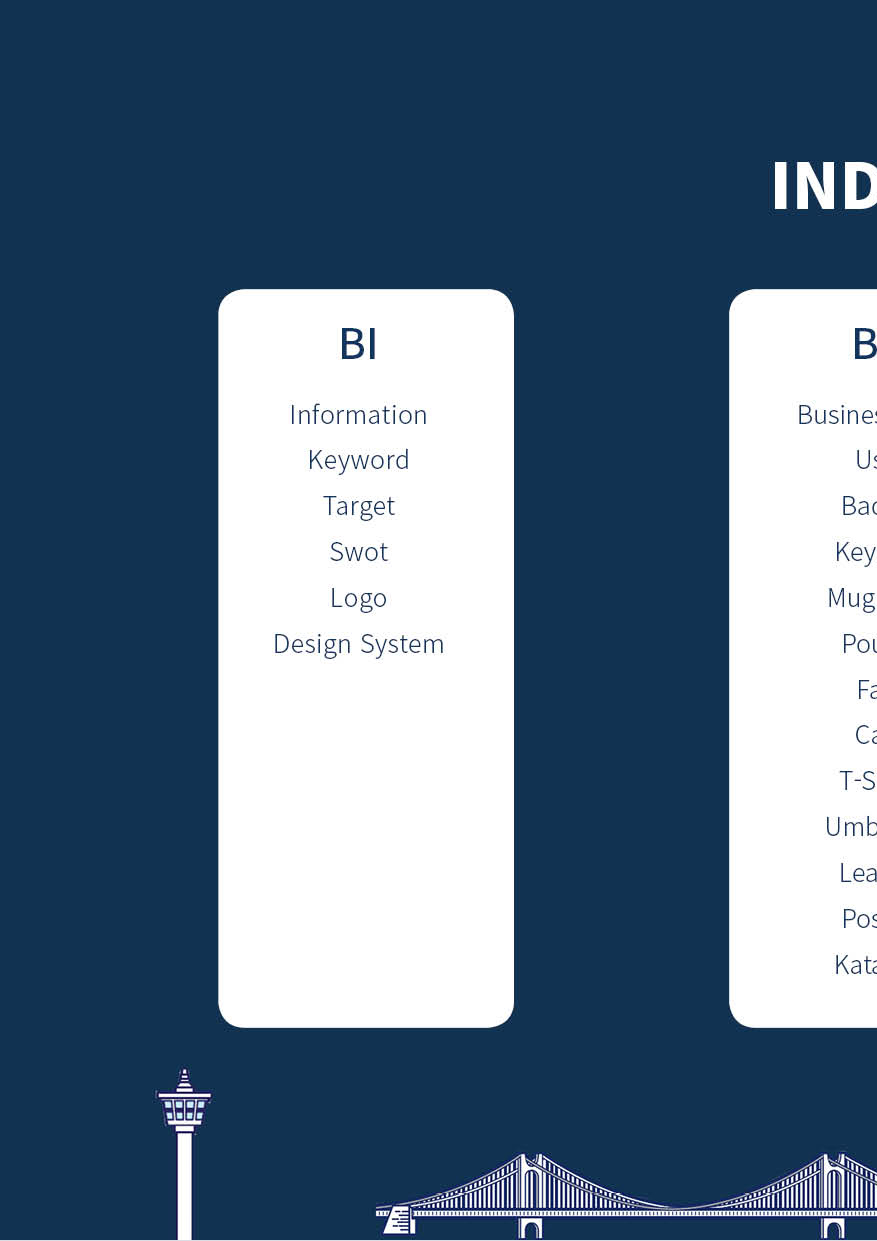 IND
BI
Information
Keyword
Target
Swot
Logo
Design System
B
Busines
Us
Bad
Key
Mug
Pou
Fa
Ca
T-S
Umb
Lea
Pos
Kata